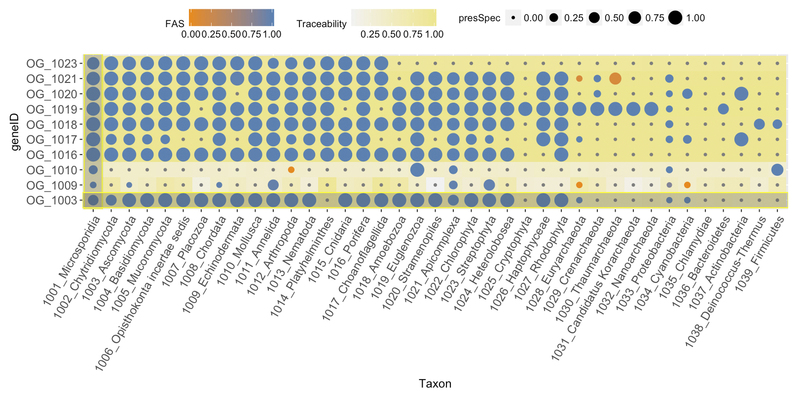 FAS
0.00 0.25 0.50 0.75 1.00
Traceability
0.25 0.50 0.75 1.00
presSpec
0.00
0.25
0.50
0.75
1.00
geneID
OG_1023
OG_1021
OG_1020
OG_1019
OG_1018
OG_1017
OG_1016
OG_1010
OG_1009
OG_1003
1001_Microsporidia
1002_Chytridiomycota
1003_Ascomycota
1004_Basidiomycota
1005_Mucoromycota
1006_Opisthokonta incertae sedis
1007_Placozoa
1008_Chordata
1009_Echinodermata
1010_Mollusca
1011_Annelida
1012_Arthropoda
1013_Nematoda
1014_Platyhelminthes
1015_Cnidaria
1016_Porifera
1017_Choanoflagellida
1018_Amoebozoa
1019_Euglenozoa
1020_Stramenopiles
1021_Apicomplexa
1022_Chlorophyta
1023_Streptophyta
1024_Heterolobosea
1025_Cryptophyta
1026_Haptophyceae
1027_Rhodophyta
1028_Euryarchaeota
1029_Crenarchaeota
1030_Thaumarchaeota
1031_Candidatus Korarchaeota
1032_Nanoarchaeota
1033_Proteobacteria
1034_Cyanobacteria
1035_Chlamydiae
1036_Bacteroidetes
1037_Actinobacteria
1038_Deinococcus-Thermus
1039_Firmicutes
Taxon